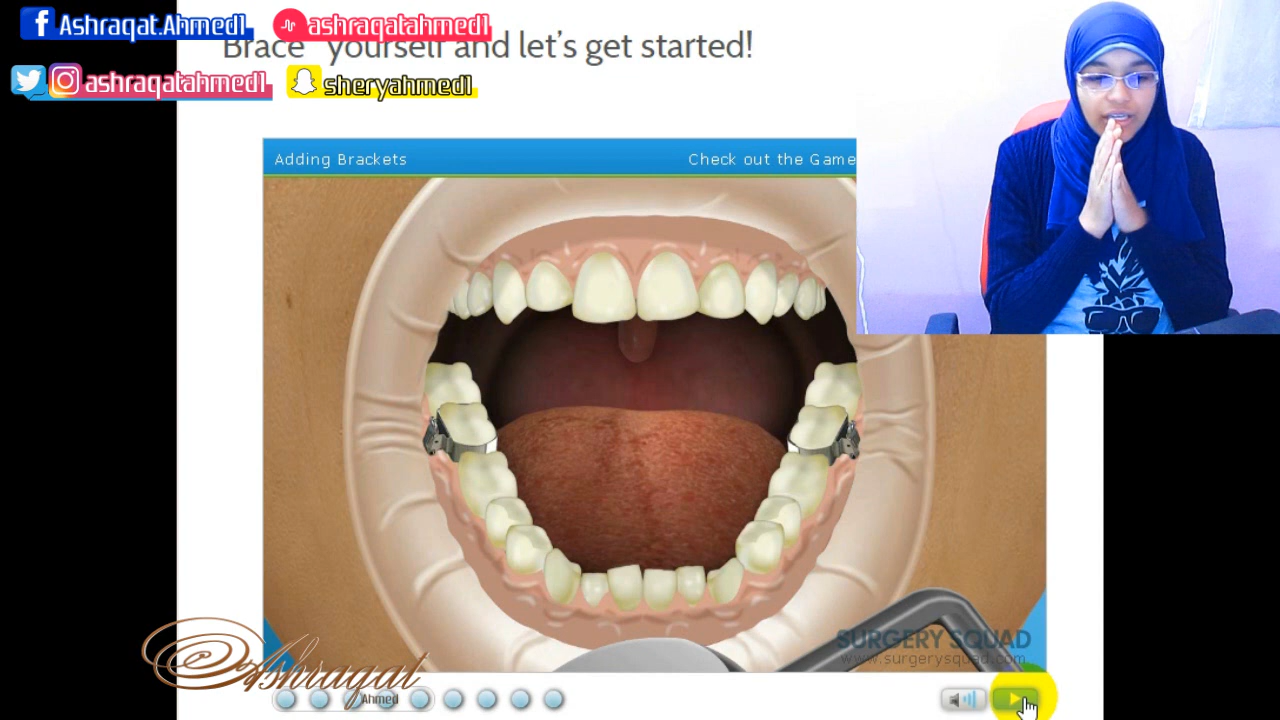 Ashraqat.Ahmed1
ashraqatahmed1
Brace yourself and let's get started!
ashraqatahmed1
sheryahmed1
Adding Brackets
Check out the Game
SURGERY SQUAD
www.surgerysquad.com
Ashraqat
Ahmed